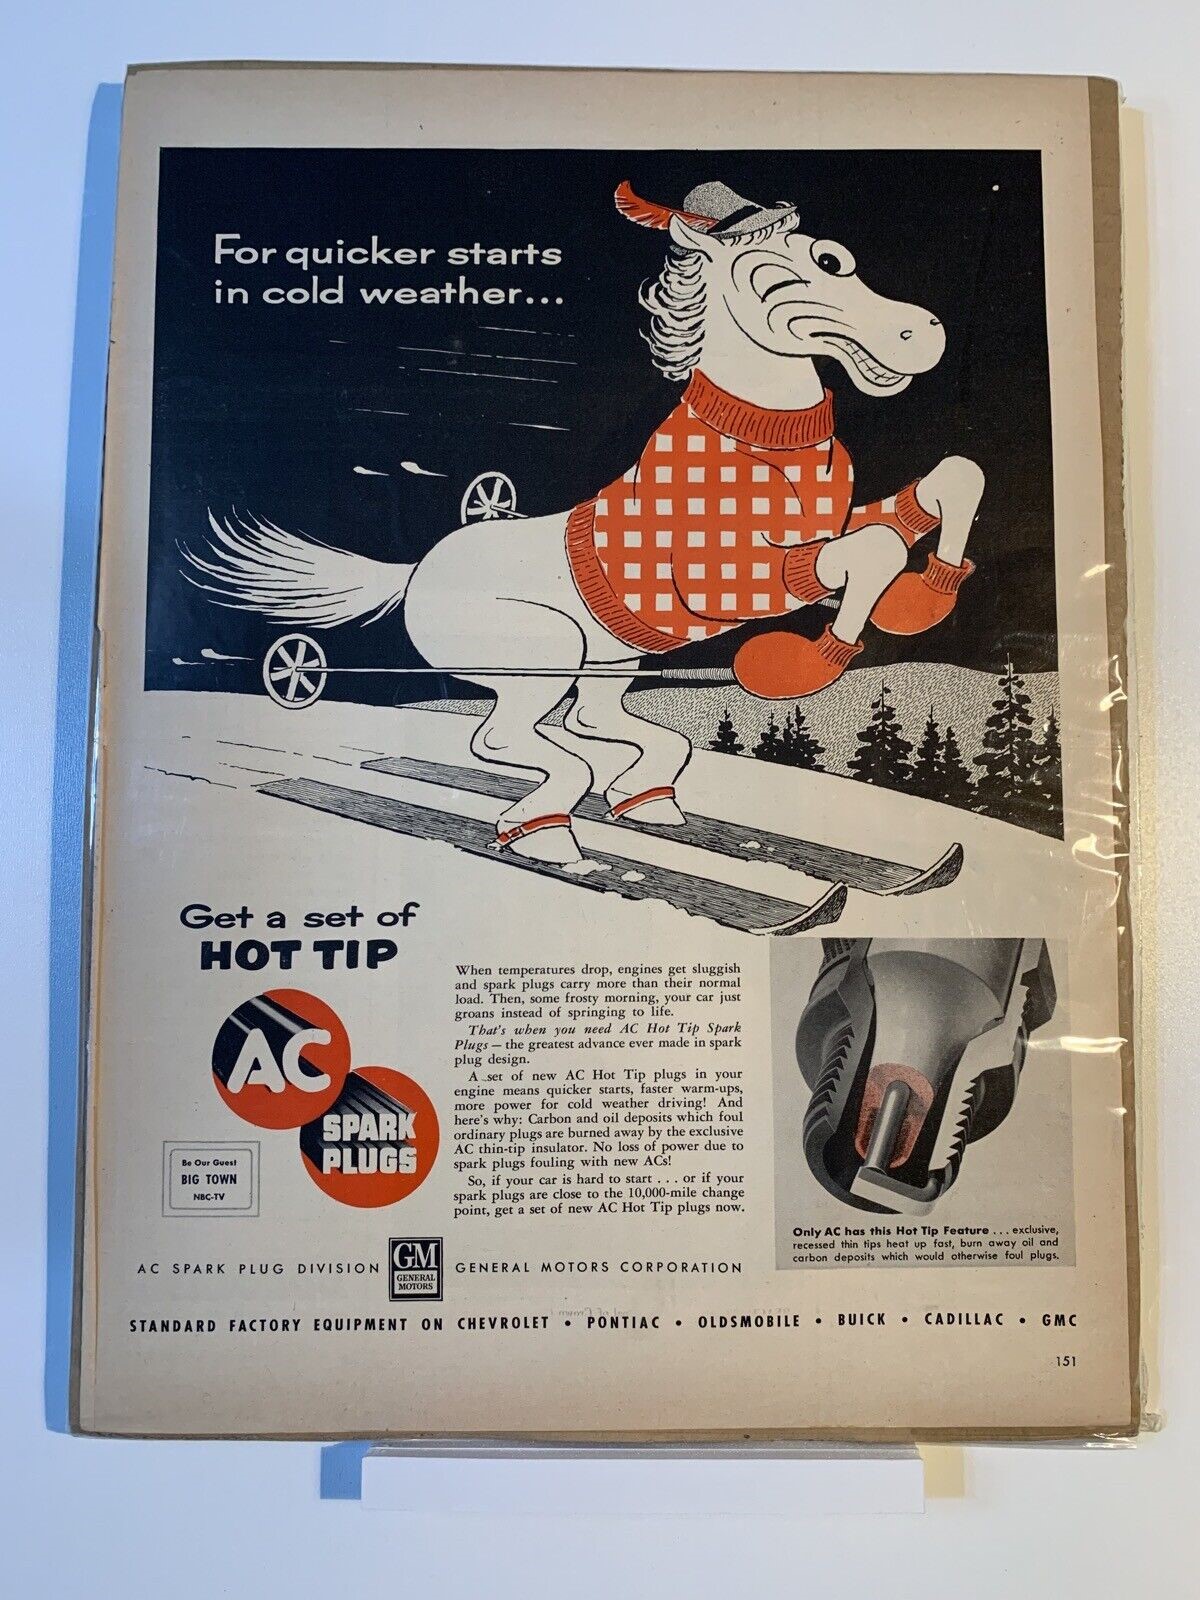 For quicker starts
in cold weather...
Get a set of
HOT TIP
AC
SPARK
PLUGS
Be Our Guest
BIG TOWN
NBC-TV
When temperatures drop, engines get sluggish
and spark plugs carry more than their normal
load. Then, some frosty morning, your car just
groans instead of springing to life.
That's when you need AC Hot Tip Spark
Plugs — the greatest advance ever made in spark
plug design.
A set of new AC Hot Tip plugs in your
engine means quicker starts, faster warm-ups,
more power for cold weather driving! And
here's why: Carbon and oil deposits which foul
ordinary plugs are burned away by the exclusive
AC thin-tip insulator. No loss of power due to
spark plugs fouling with new ACs!
So, if your car is hard to start . . . or if your
spark plugs are close to the 10,000-mile change
point, get a set of new AC Hot Tip plugs now.
Only AC has this Hot Tip Feature . . . exclusive,
recessed thin tips heat up fast, burn away oil and
carbon deposits which would otherwise foul plugs.
AC SPARK PLUG DIVISION
GM
GENERAL
MOTORS
GENERAL MOTORS CORPORATION
STANDARD FACTORY EQUIPMENT ON CHEVROLET • PONTIAC • OLDSMOBILE • BUICK • CADILLAC • GMC
151